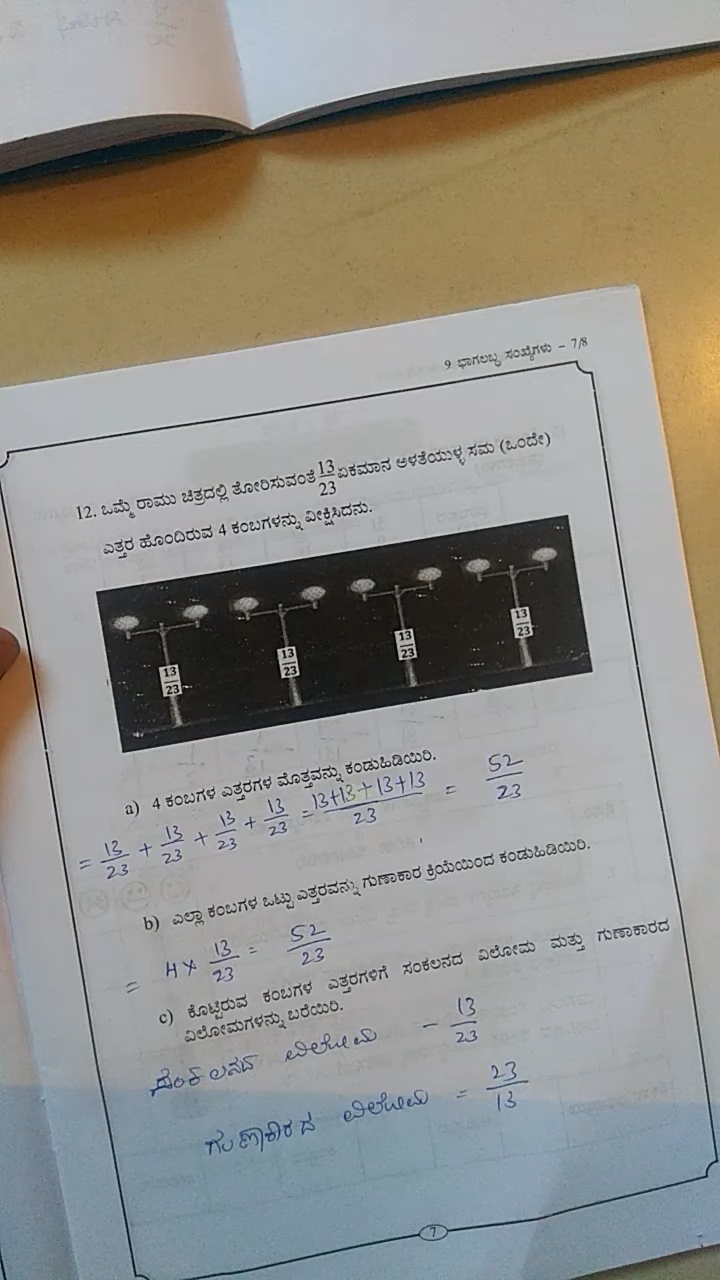 9 ಭಾಗಲಬ್ಧ ಸಂಖ್ಯೆಗಳು – 7/8
12. ಒಮ್ಮೆ ರಾಮು ಚಿತ್ರದಲ್ಲಿ ತೋರಿಸುವಂತೆ 13/23 ಏಕಮಾನ ಅಳತೆಯುಳ್ಳ ಸಮ (ಒಂದೇ)
ಎತ್ತರ ಹೊಂದಿರುವ 4 ಕಂಬಗಳನ್ನು ವೀಕ್ಷಿಸಿದನು.
13/23 13/23 13/23 13/23
a) 4 ಕಂಬಗಳ ಎತ್ತರಗಳ ಮೊತ್ತವನ್ನು ಕಂಡುಹಿಡಿಯಿರಿ.
= 13/23 + 13/23 + 13/23 + 13/23 = 13+13+13+13/23 = 52/23
b) ಎಲ್ಲಾ ಕಂಬಗಳ ಒಟ್ಟು ಎತ್ತರವನ್ನು ಗುಣಾಕಾರ ಕ್ರಿಯೆಯಿಂದ ಕಂಡುಹಿಡಿಯಿರಿ.
= 4 × 13/23 = 52/23
c) ಕೊಟ್ಟಿರುವ ಕಂಬಗಳ ಎತ್ತರಗಳಿಗೆ ಸಂಕಲನದ ವಿಲೋಮ ಮತ್ತು ಗುಣಾಕಾರದ
ವಿಲೋಮಗಳನ್ನು ಬರೆಯಿರಿ.
ಸಂಕಲನದ ವಿಲೋಮ – 13/23
ಗುಣಾಕಾರದ ವಿಲೋಮ = 23/13
7